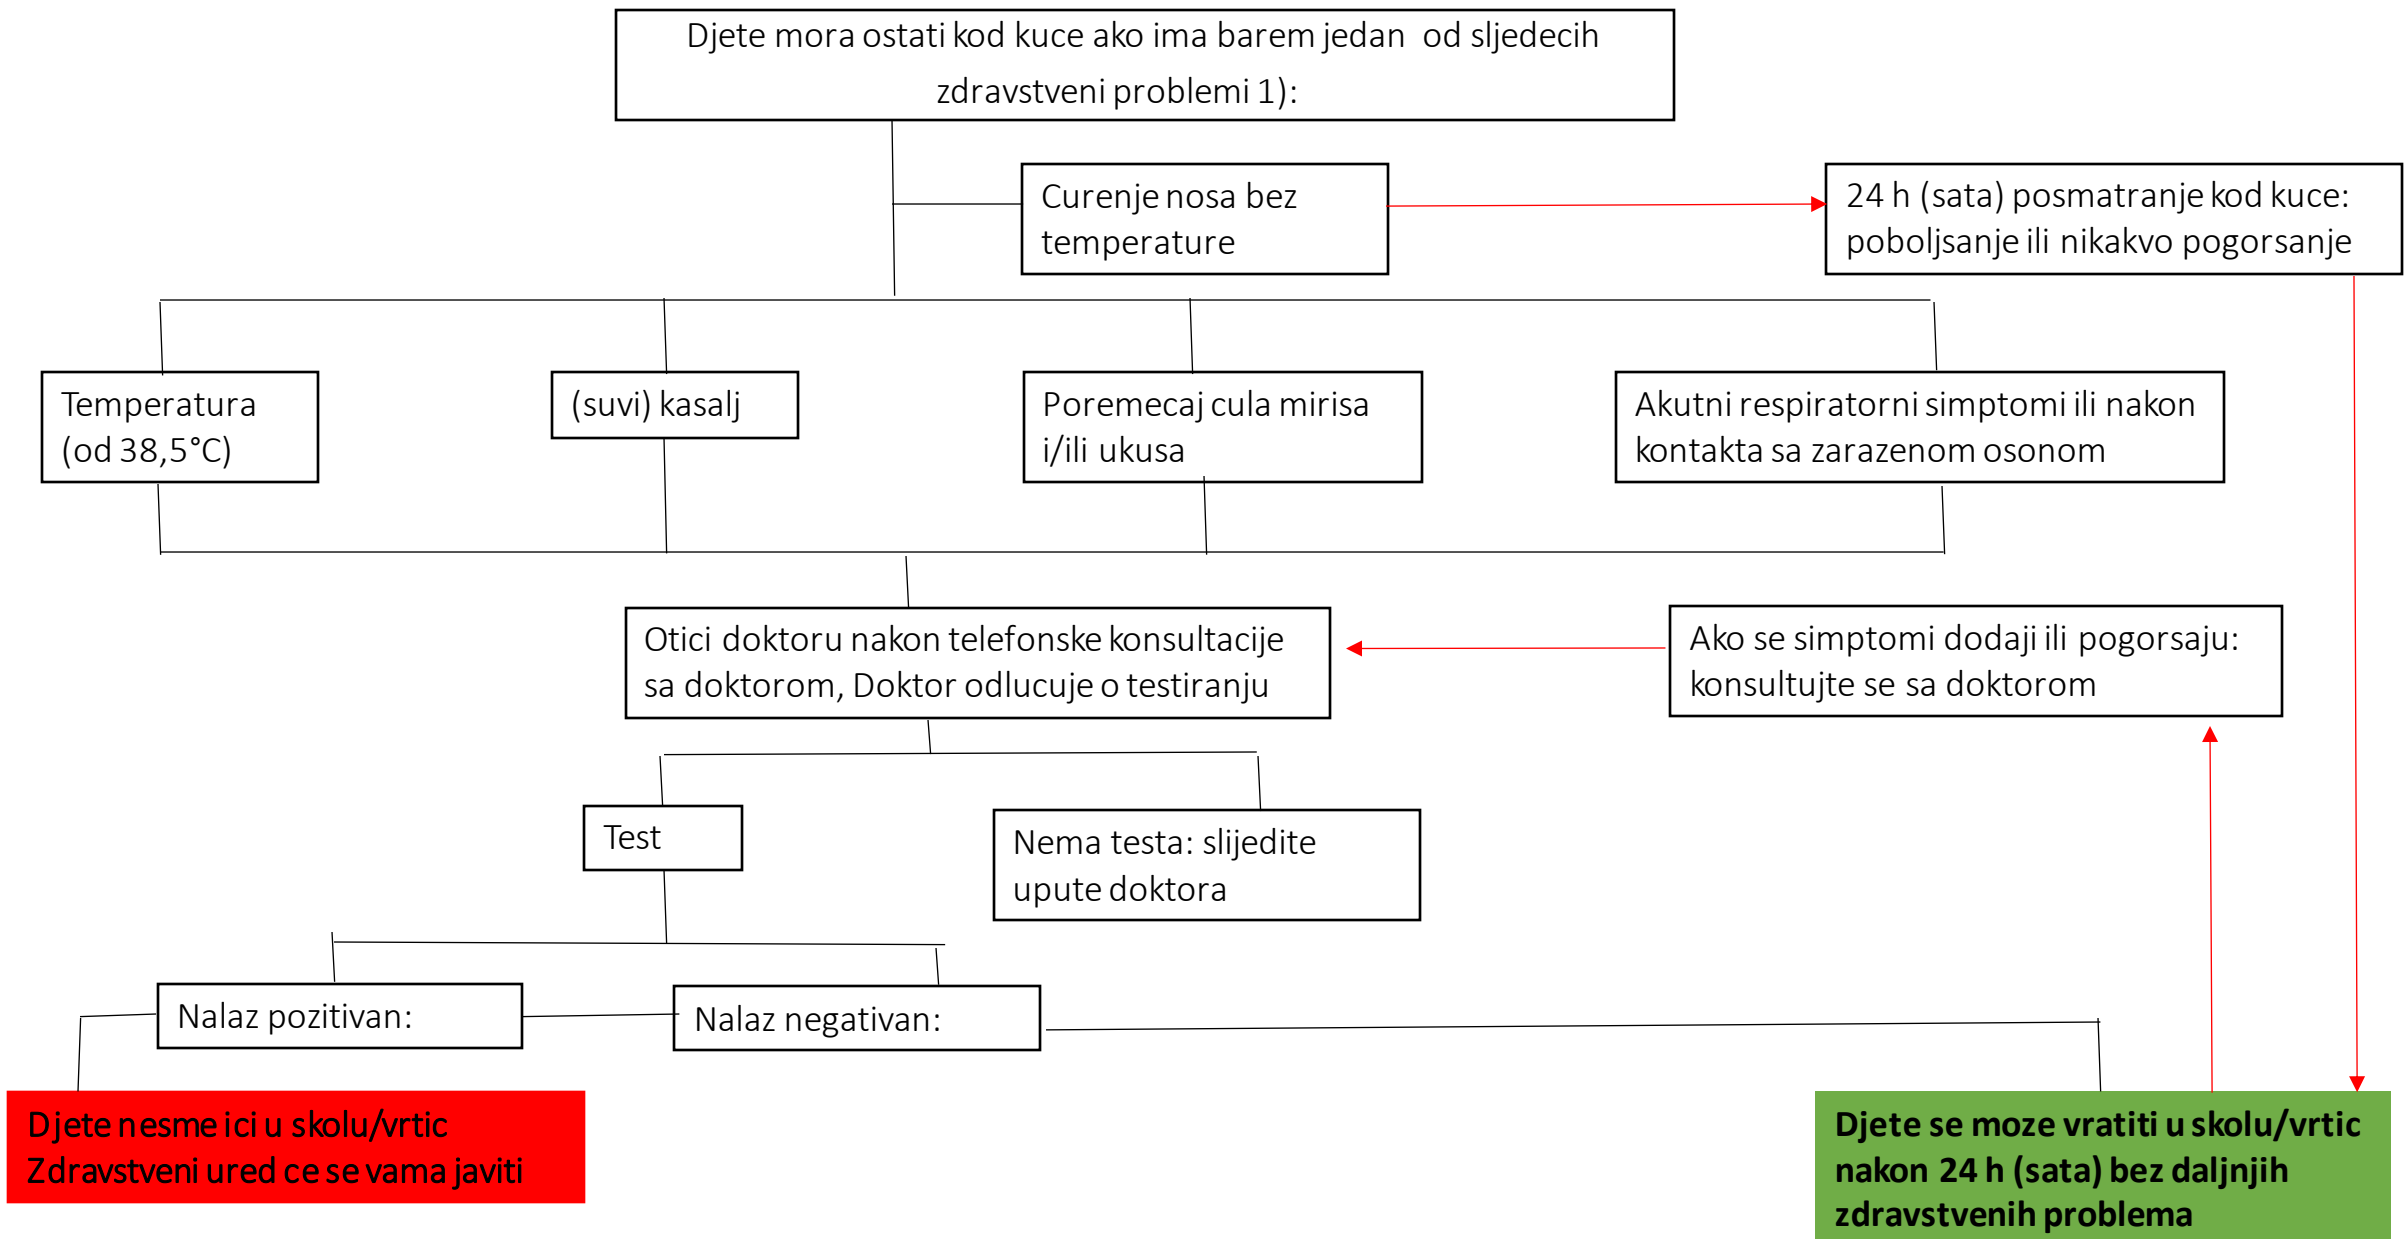 Djete mora ostati kod kuce ako ima barem jedan od sljedecih
zdravstveni problemi 1):
Curenje nosa bez
temperature
24 h (sata) posmatranje kod kuce:
poboljsanje ili nikakvo pogorsanje
Temperatura
(od 38,5°C)
(suvi) kasalj
Poremecaj cula mirisa
i/ili ukusa
Akutni respiratorni simptomi ili nakon
kontakta sa zarazenom osonom
Otici doktoru nakon telefonske konsultacije
sa doktorom, Doktor odlucuje o testiranju
Ako se simptomi dodaji ili pogorsaju:
konsultujte se sa doktorom
Test
Nema testa: slijedite
upute doktora
Nalaz pozitivan:
Nalaz negativan:
Djete nesme ici u skolu/vrtic
Zdravstveni ured ce se vama javiti
Djete se moze vratiti u skolu/vrtic
nakon 24 h (sata) bez daljnjih
zdravstvenih problema